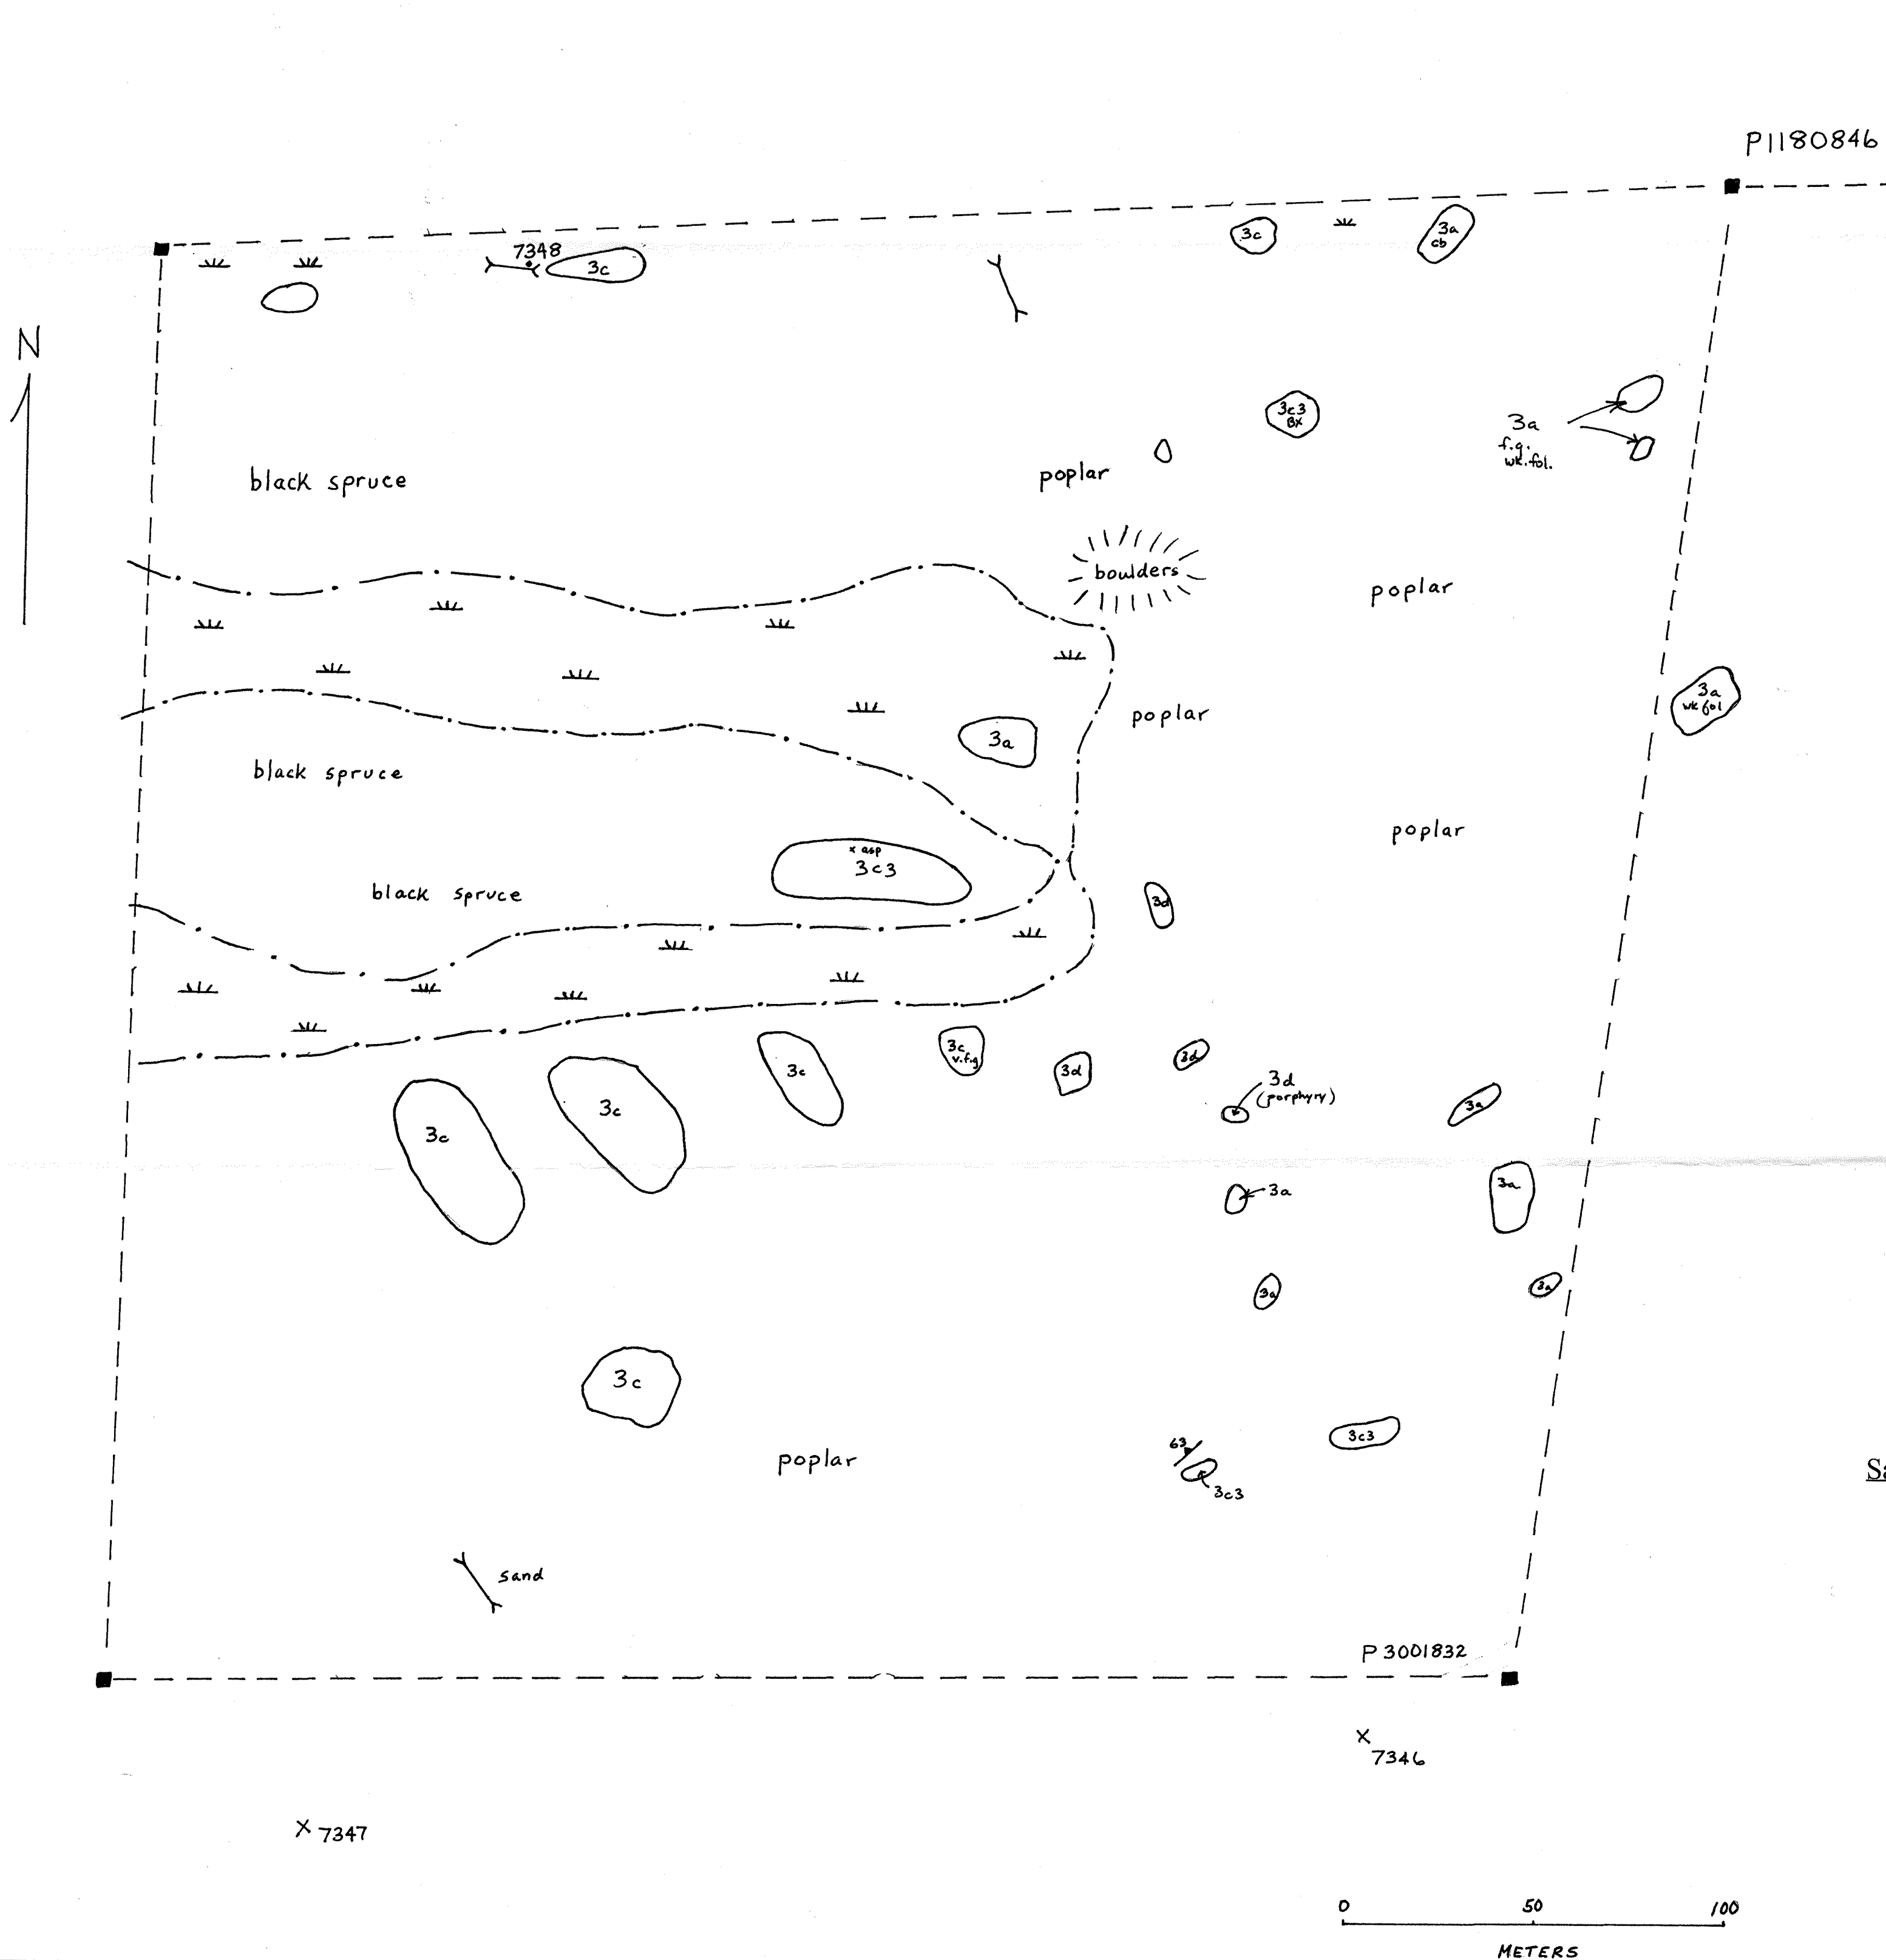 P1180846
3c
3a
cb
7348
3c
N
3c3
Bx
3a
f.g.
wk.fol.
black spruce
poplar
boulders
poplar
3a
wk fol
poplar
3a
black spruce
poplar
x asp
3c3
black spruce
3d
3c
v.f.g
3d
3d
3c
3d
(porphyry)
3a
3c
3c
3a
3a
3a
3a
3c
3c3
63
poplar
3c3
Sa
sand
P3001832
X
7346
X 7347
0 50 100
METERS